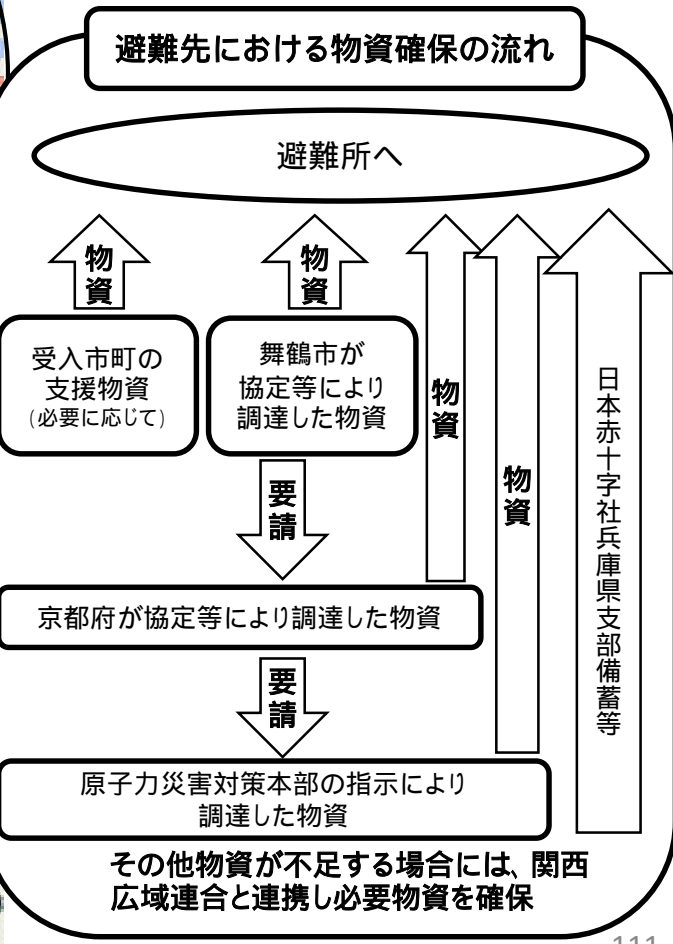 避難先における物資確保の流れ
避難所へ
物資
物資
受入市町の
支援物資
(必要に応じて)
舞鶴市が
協定等により
調達した物資
物資
物資
日本赤十字社兵庫県支部備蓄等
要請
京都府が協定等により調達した物資
要請
原子力災害対策本部の指示により
調達した物資
その他物資が不足する場合には、関西
広域連合と連携し必要物資を確保
111